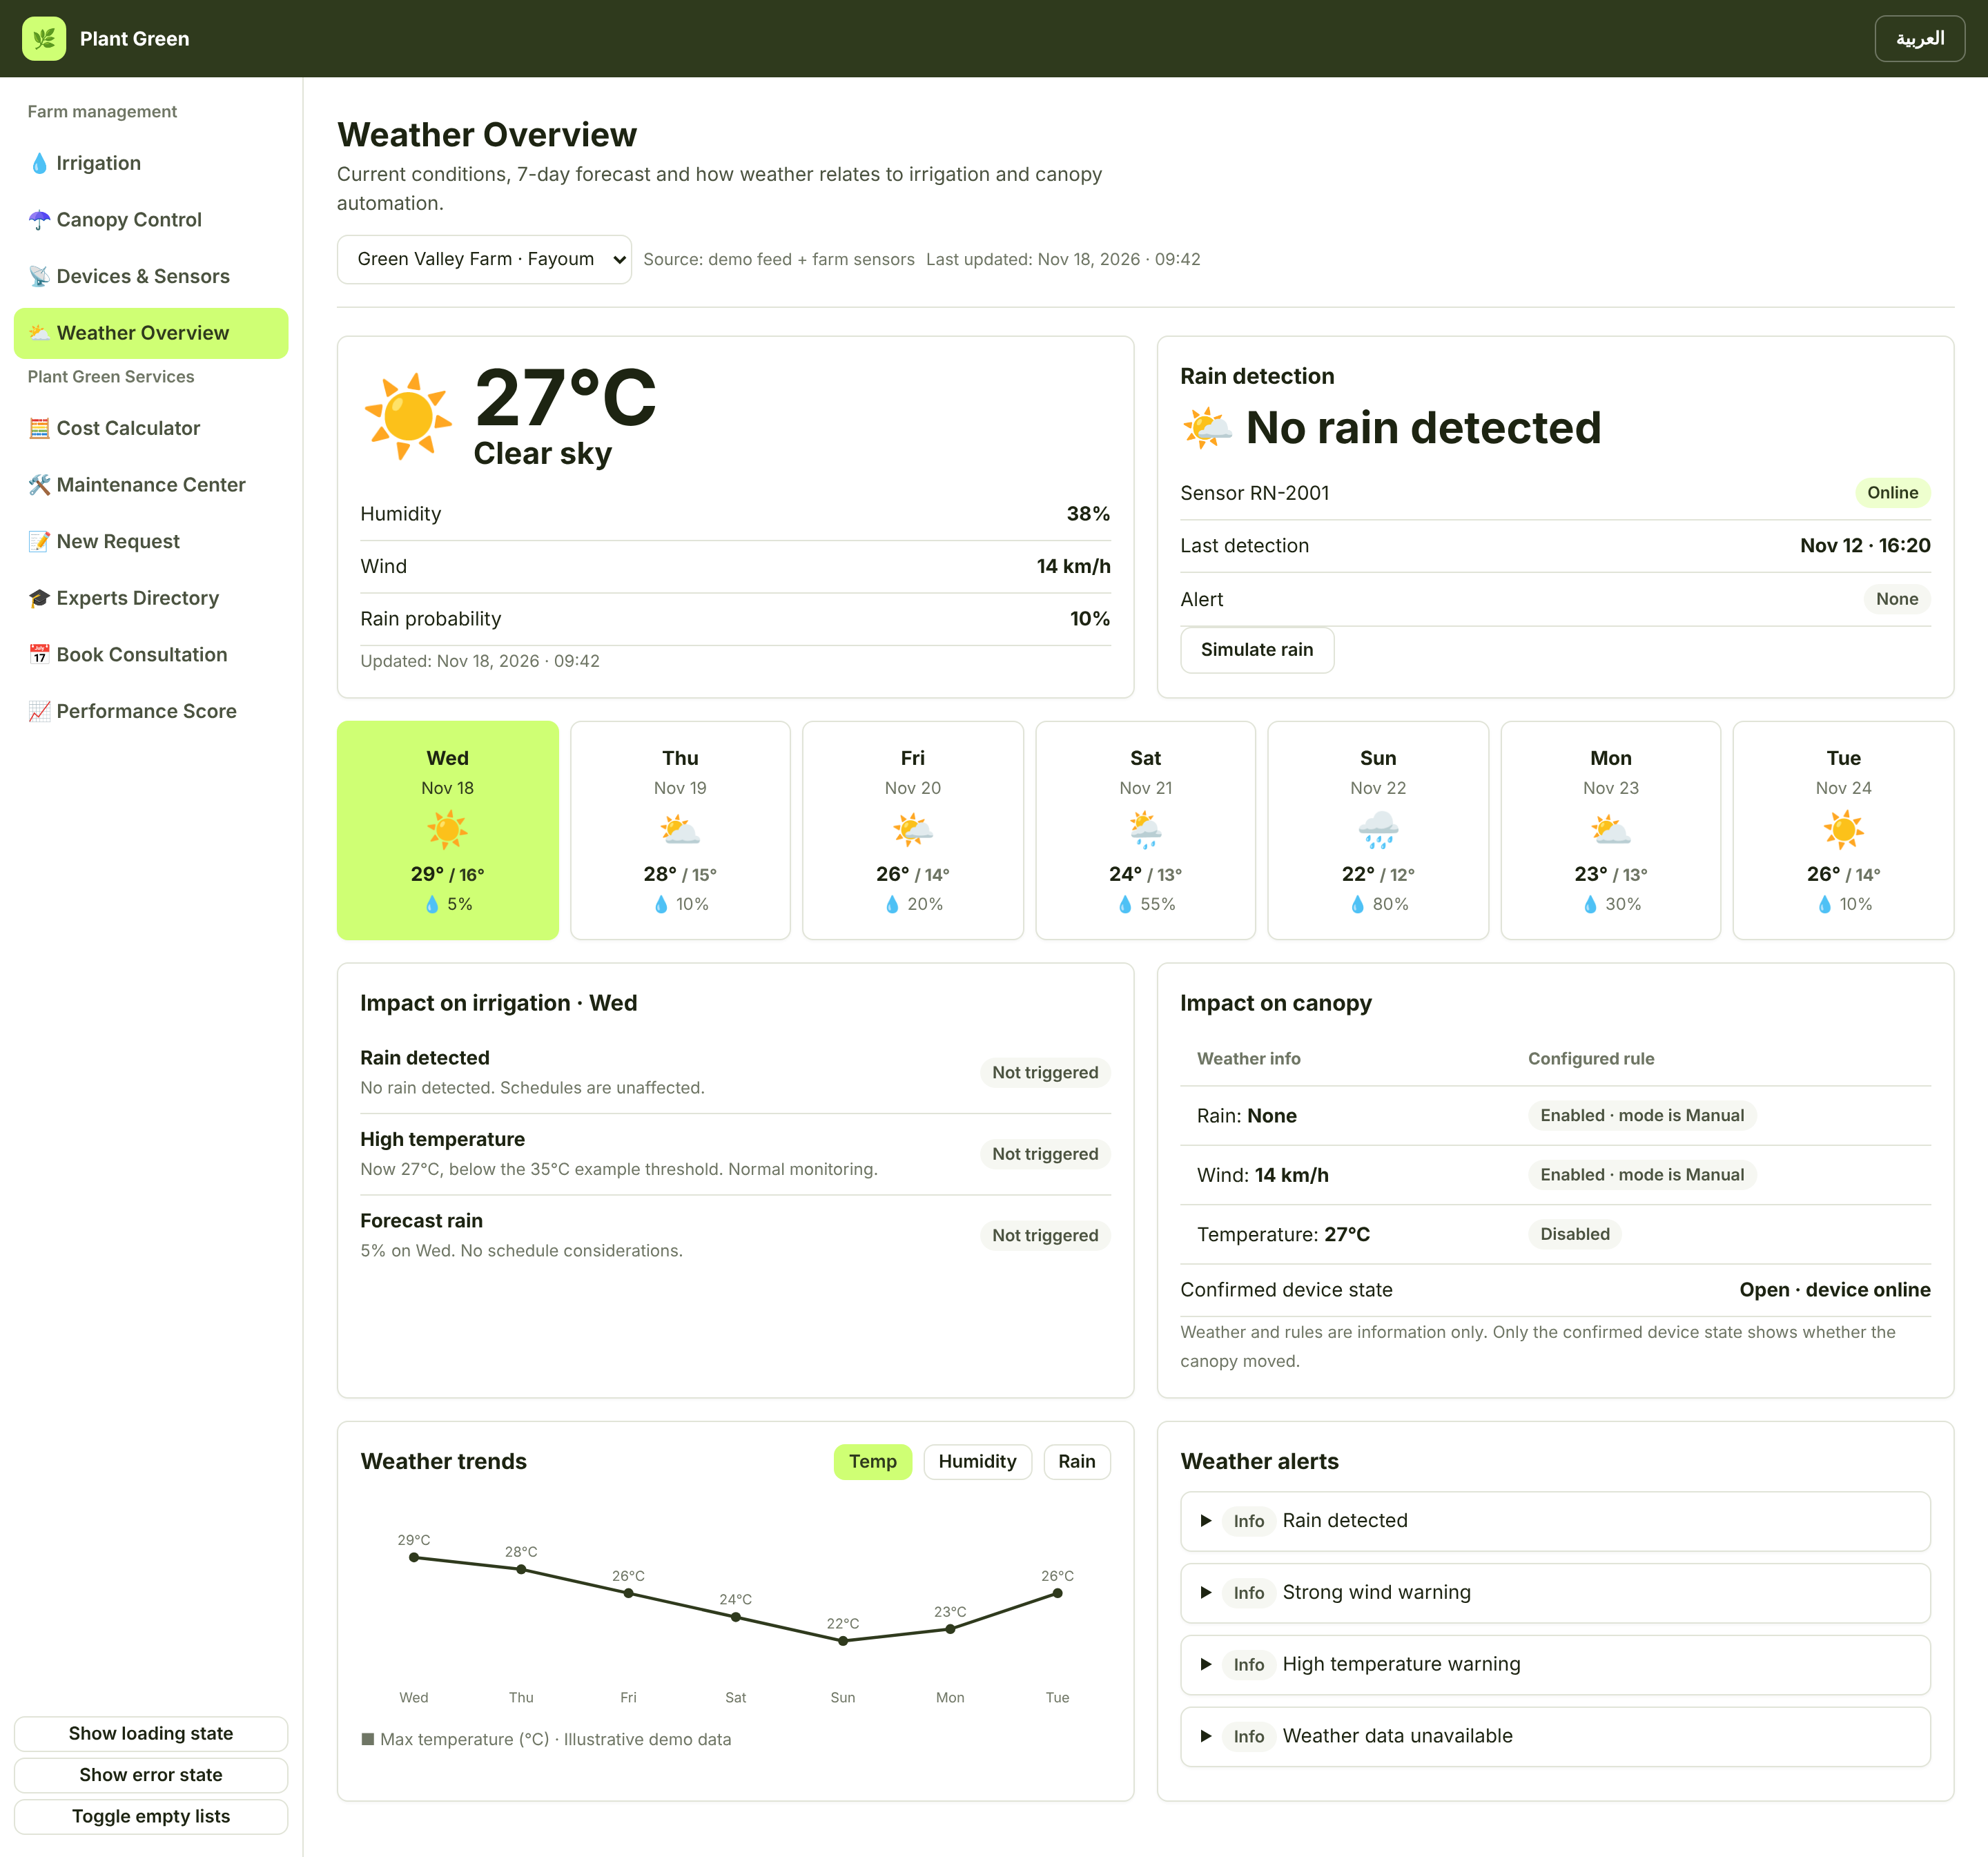 Plant Green
العربية
Farm management
Irrigation
Canopy Control
Devices & Sensors
Weather Overview
Plant Green Services
Cost Calculator
Maintenance Center
New Request
Experts Directory
Book Consultation
Performance Score
Show loading state
Show error state
Toggle empty lists
Weather Overview
Current conditions, 7-day forecast and how weather relates to irrigation and canopy
automation.
Green Valley Farm · Fayoum
Source: demo feed + farm sensors Last updated: Nov 18, 2026 · 09:42
27°C
Clear sky
Humidity 38%
Wind 14 km/h
Rain probability 10%
Updated: Nov 18, 2026 · 09:42
Rain detection
No rain detected
Sensor RN-2001 Online
Last detection Nov 12 · 16:20
Alert None
Simulate rain
Wed
Nov 18
29° / 16°
5%
Thu
Nov 19
28° / 15°
10%
Fri
Nov 20
26° / 14°
20%
Sat
Nov 21
24° / 13°
55%
Sun
Nov 22
22° / 12°
80%
Mon
Nov 23
23° / 13°
30%
Tue
Nov 24
26° / 14°
10%
Impact on irrigation · Wed
Rain detected
No rain detected. Schedules are unaffected.
Not triggered
High temperature
Now 27°C, below the 35°C example threshold. Normal monitoring.
Not triggered
Forecast rain
5% on Wed. No schedule considerations.
Not triggered
Impact on canopy
Weather info Configured rule
Rain: None Enabled · mode is Manual
Wind: 14 km/h Enabled · mode is Manual
Temperature: 27°C Disabled
Confirmed device state Open · device online
Weather and rules are information only. Only the confirmed device state shows whether the
canopy moved.
Weather trends
Temp Humidity Rain
29°C
28°C
26°C
24°C
22°C
23°C
26°C
Wed Thu Fri Sat Sun Mon Tue
Max temperature (°C) · Illustrative demo data
Weather alerts
Info Rain detected
Info Strong wind warning
Info High temperature warning
Info Weather data unavailable